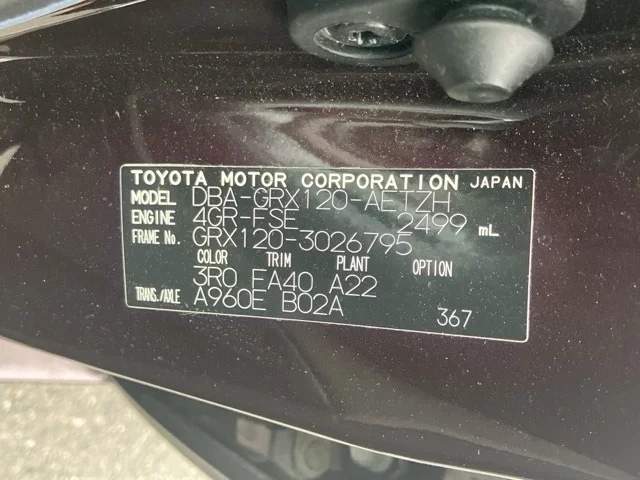 TOYOTA MOTOR CORPORATION JAPAN
MODEL DBA-GRX120-AETZH
ENGINE 4GR-FSE 2499 mL
FRAME No. GRX120-3026795
COLOR TRIM PLANT OPTION
3R0 FA40 A22
TRANS./AXLE A960E B02A
367